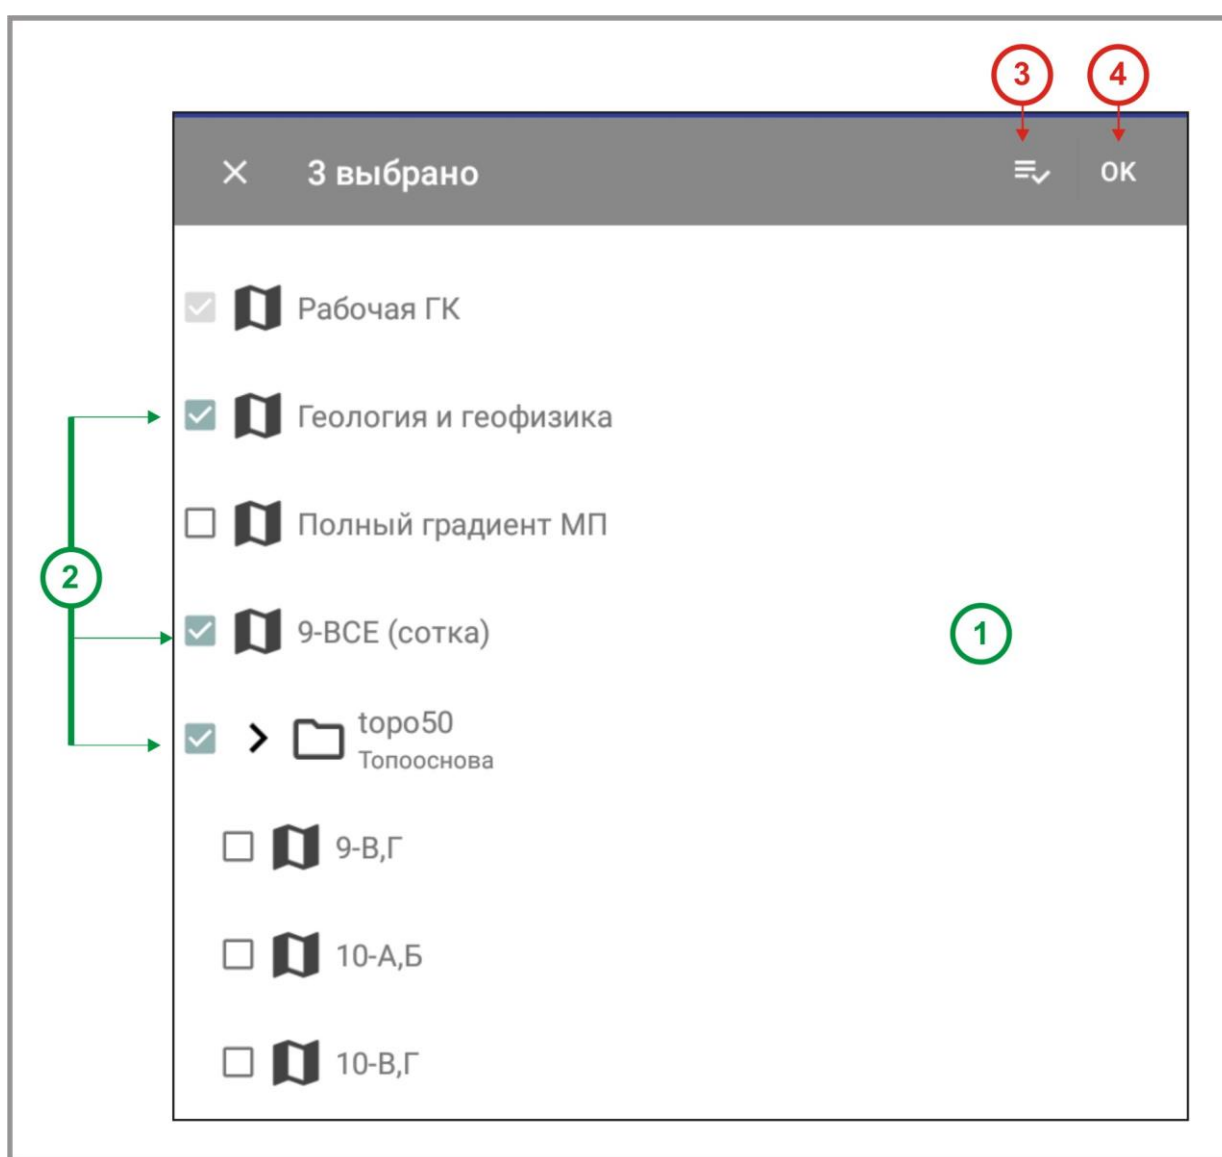 3 4
3 выбрано OK
Рабочая ГК
Геология и геофизика
Полный градиент МП
2
9-ВСЕ (сотка)
1
topo50
Топооснова
9-В,Г
10-А,Б
10-В,Г